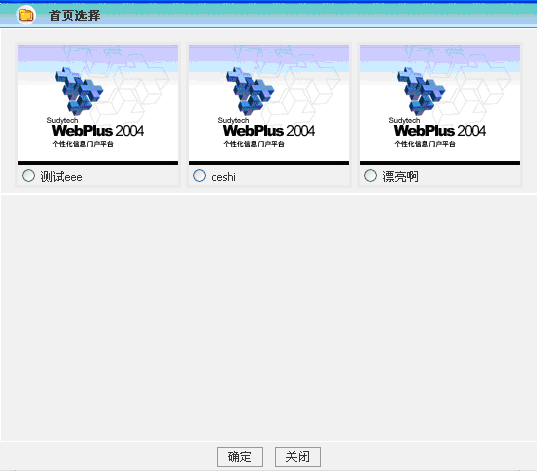 首页选择
Sudytech
WebPlus 2004
个性化信息门户平台
Sudytech
WebPlus 2004
个性化信息门户平台
Sudytech
WebPlus 2004
个性化信息门户平台
测试eee
ceshi
漂亮啊
确定
关闭